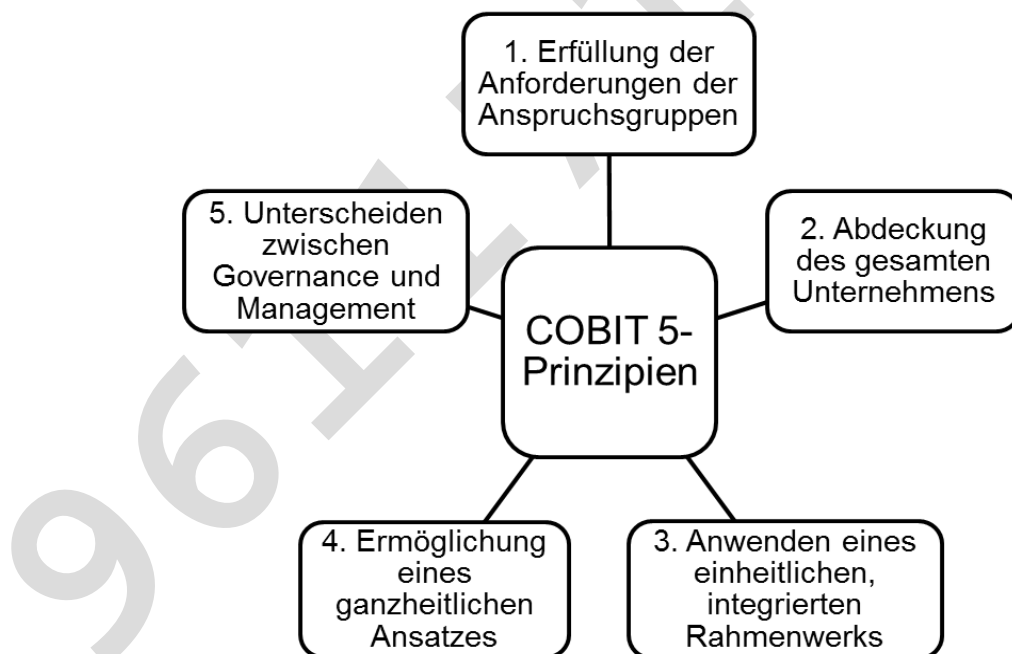 1. Erfüllung der
Anforderungen der
Anspruchsgruppen
2. Abdeckung
des gesamten
Unternehmens
3. Anwenden eines
einheitlichen,
integrierten
Rahmenwerks
4. Ermöglichung
eines
ganzheitlichen
Ansatzes
5. Unterscheiden
zwischen
Governance und
Management
COBIT 5-
Prinzipien